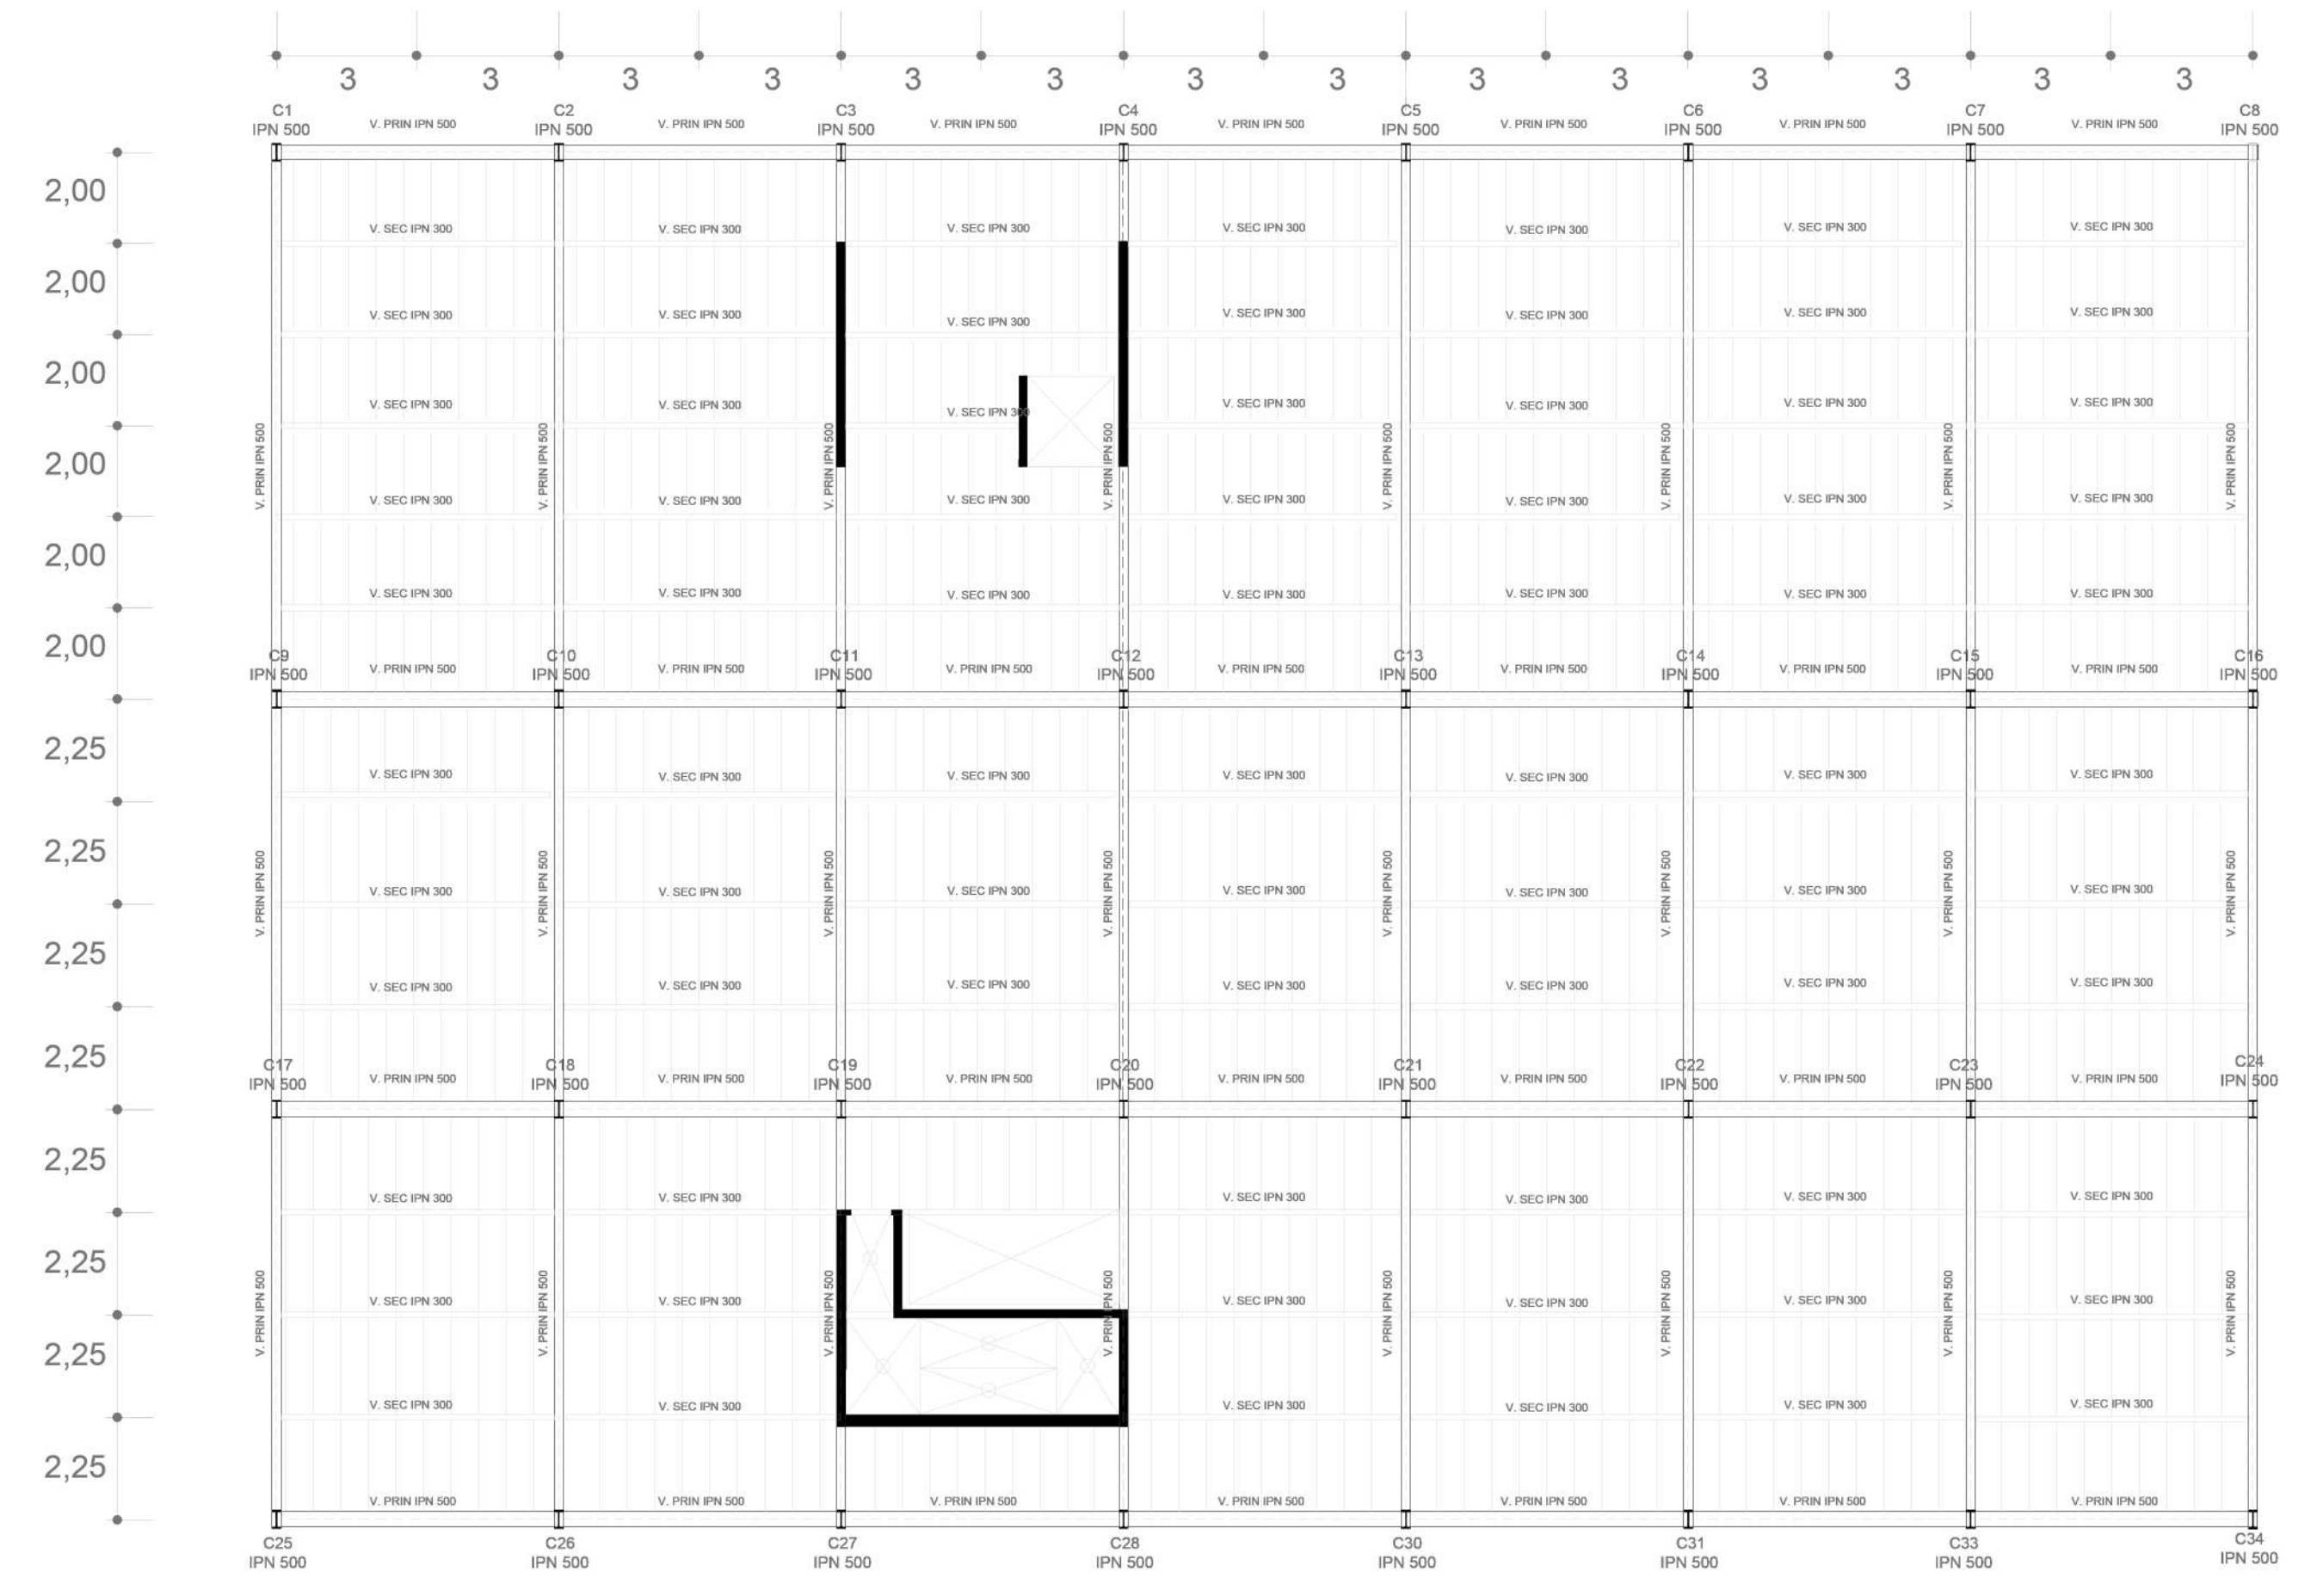 3 3 3 3 3 3 3 3 3 3 3 3 3 3
C1 C2 C3 C4 C5 C6 C7 C8
IPN 500 V. PRIN IPN 500 IPN 500 V. PRIN IPN 500 IPN 500 V. PRIN IPN 500 IPN 500 V. PRIN IPN 500 IPN 500 V. PRIN IPN 500 IPN 500 V. PRIN IPN 500 IPN 500 V. PRIN IPN 500 IPN 500
2,00
V. SEC IPN 300 V. SEC IPN 300 V. SEC IPN 300 V. SEC IPN 300 V. SEC IPN 300 V. SEC IPN 300 V. SEC IPN 300
2,00
V. SEC IPN 300 V. SEC IPN 300 V. SEC IPN 300 V. SEC IPN 300 V. SEC IPN 300 V. SEC IPN 300 V. SEC IPN 300
2,00
V. SEC IPN 300 V. SEC IPN 300 V. SEC IPN 300 V. SEC IPN 300 V. SEC IPN 300 V. SEC IPN 300 V. SEC IPN 300
2,00
V. PRIN IPN 500 V. PRIN IPN 500 V. PRIN IPN 500 V. PRIN IPN 500 V. PRIN IPN 500 V. PRIN IPN 500 V. PRIN IPN 500 V. PRIN IPN 500
V. SEC IPN 300 V. SEC IPN 300 V. SEC IPN 300 V. SEC IPN 300 V. SEC IPN 300 V. SEC IPN 300 V. SEC IPN 300
2,00
V. SEC IPN 300 V. SEC IPN 300 V. SEC IPN 300 V. SEC IPN 300 V. SEC IPN 300 V. SEC IPN 300 V. SEC IPN 300
2,00
C9 C10 C11 C12 C13 C14 C15 C16
IPN 500 V. PRIN IPN 500 IPN 500 V. PRIN IPN 500 IPN 500 V. PRIN IPN 500 IPN 500 V. PRIN IPN 500 IPN 500 V. PRIN IPN 500 IPN 500 V. PRIN IPN 500 IPN 500 V. PRIN IPN 500 IPN 500
2,25
V. SEC IPN 300 V. SEC IPN 300 V. SEC IPN 300 V. SEC IPN 300 V. SEC IPN 300 V. SEC IPN 300 V. SEC IPN 300
2,25
V. PRIN IPN 500 V. PRIN IPN 500 V. PRIN IPN 500 V. PRIN IPN 500 V. PRIN IPN 500 V. PRIN IPN 500 V. PRIN IPN 500 V. PRIN IPN 500
V. SEC IPN 300 V. SEC IPN 300 V. SEC IPN 300 V. SEC IPN 300 V. SEC IPN 300 V. SEC IPN 300 V. SEC IPN 300
2,25
V. SEC IPN 300 V. SEC IPN 300 V. SEC IPN 300 V. SEC IPN 300 V. SEC IPN 300 V. SEC IPN 300 V. SEC IPN 300
2,25
C17 C18 C19 C20 C21 C22 C23 C24
IPN 500 V. PRIN IPN 500 IPN 500 V. PRIN IPN 500 IPN 500 V. PRIN IPN 500 IPN 500 V. PRIN IPN 500 IPN 500 V. PRIN IPN 500 IPN 500 V. PRIN IPN 500 IPN 500 V. PRIN IPN 500 IPN 500
2,25
V. SEC IPN 300 V. SEC IPN 300 V. SEC IPN 300 V. SEC IPN 300 V. SEC IPN 300 V. SEC IPN 300
2,25
V. SEC IPN 300 V. SEC IPN 300 V. SEC IPN 300 V. SEC IPN 300 V. SEC IPN 300 V. SEC IPN 300
V. PRIN IPN 500 V. PRIN IPN 500 V. PRIN IPN 500 V. PRIN IPN 500 V. PRIN IPN 500 V. PRIN IPN 500 V. PRIN IPN 500 V. PRIN IPN 500
2,25
V. SEC IPN 300 V. SEC IPN 300 V. SEC IPN 300 V. SEC IPN 300 V. SEC IPN 300 V. SEC IPN 300
2,25
V. PRIN IPN 500 V. PRIN IPN 500 V. PRIN IPN 500 V. PRIN IPN 500 V. PRIN IPN 500 V. PRIN IPN 500 V. PRIN IPN 500
C25 C26 C27 C28 C30 C31 C33 C34
IPN 500 IPN 500 IPN 500 IPN 500 IPN 500 IPN 500 IPN 500 IPN 500